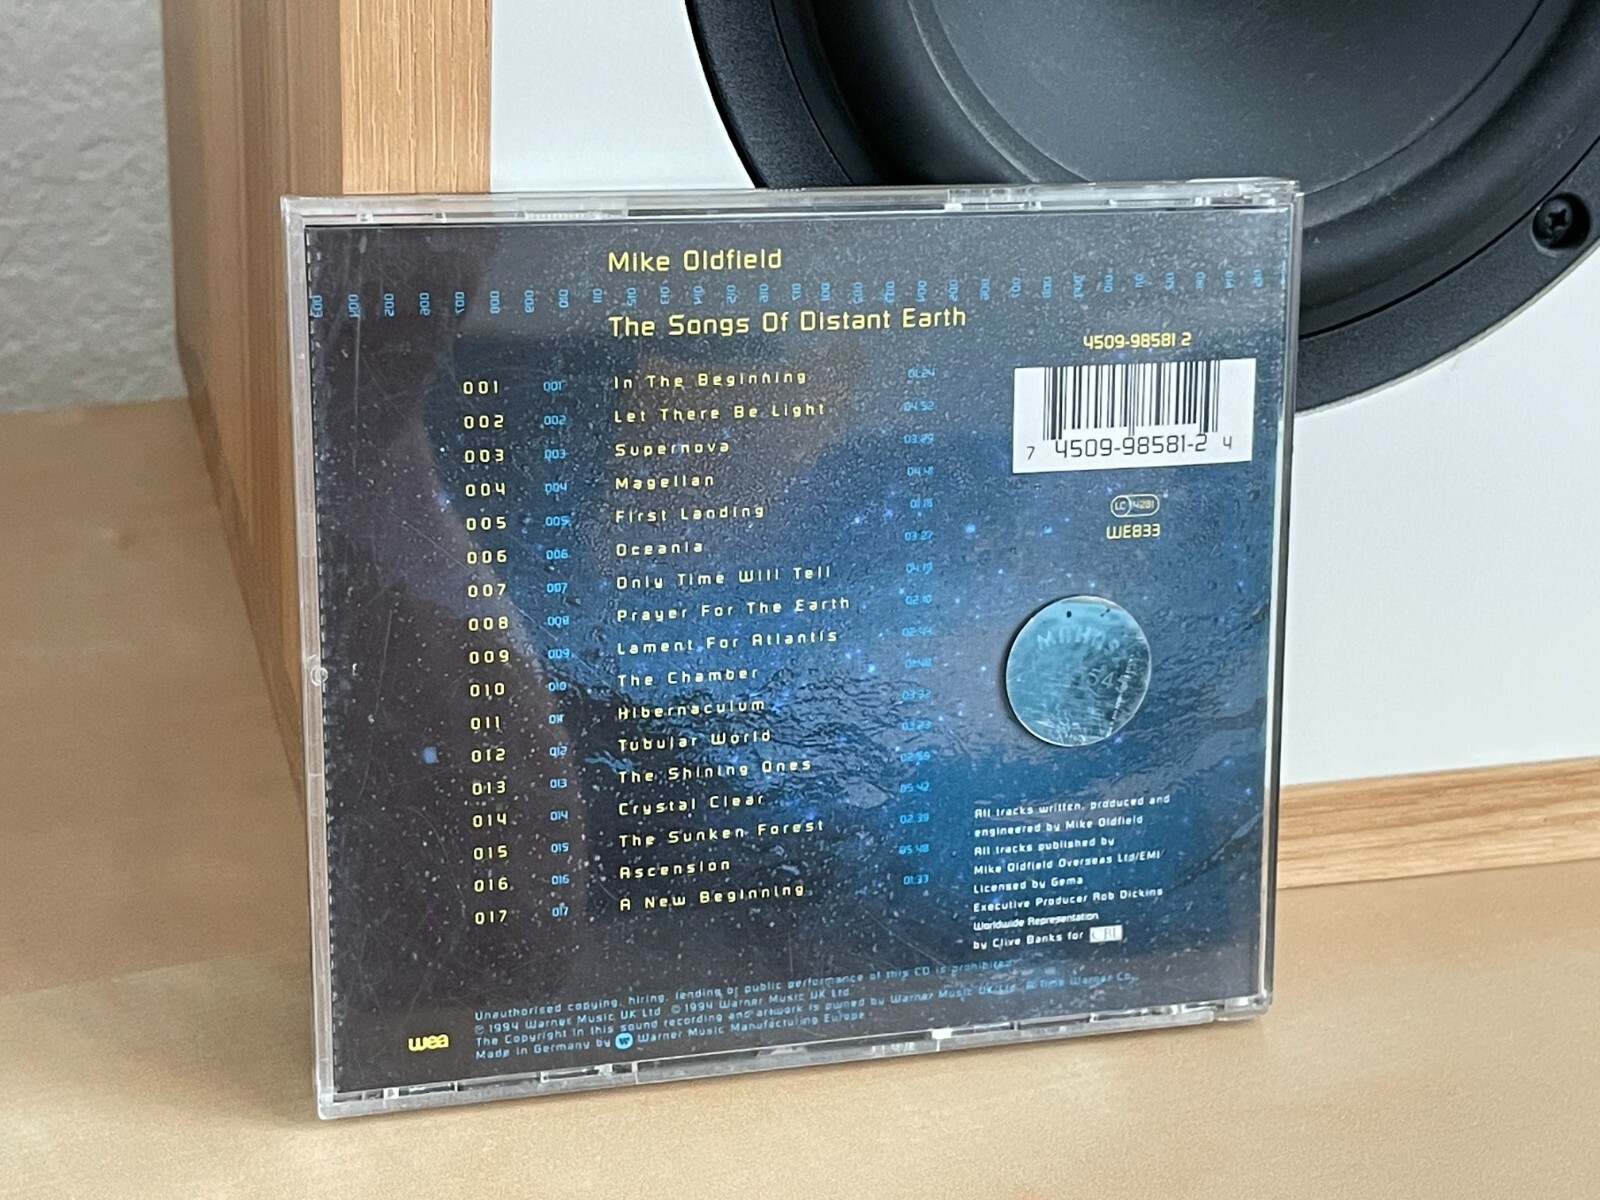 Mike Oldfield
The Songs Of Distant Earth
4509-98581 2
001 001 In The Beginning 01:24
002 002 Let There Be Light 04:52
003 003 Supernova 03:29
004 004 Magellan 04:41
005 005 First Landing 01:16
006 006 Oceania 03:27
007 007 Only Time Will Tell 04:19
008 008 Prayer For The Earth 02:10
009 009 Lament For Atlantis 02:44
010 010 The Chamber 01:48
011 011 Hibernaculum 03:32
012 012 Tubular World 03:23
013 013 The Shining Ones 02:59
014 014 Crystal Clear 05:42
015 015 The Sunken Forest 02:39
016 016 Ascension 05:48
017 017 A New Beginning 01:33
7 4509-98581-2 4
LC 4281
WE833
All tracks written, produced and
engineered by Mike Oldfield
All tracks published by
Mike Oldfield Overseas Ltd/EMI
Licensed by Gema
Executive Producer Rob Dickins
Worldwide Representation
by Clive Banks for CBL
Unauthorised copying, hiring, lending or public performance of this CD is prohibited
℗ 1994 Warner Music UK Ltd © 1994 Warner Music UK Ltd.
The Copyright in this sound recording and artwork is owned by Warner Music UK Ltd. A Time Warner Co.
Made in Germany by Warner Music Manufacturing Europe
wea